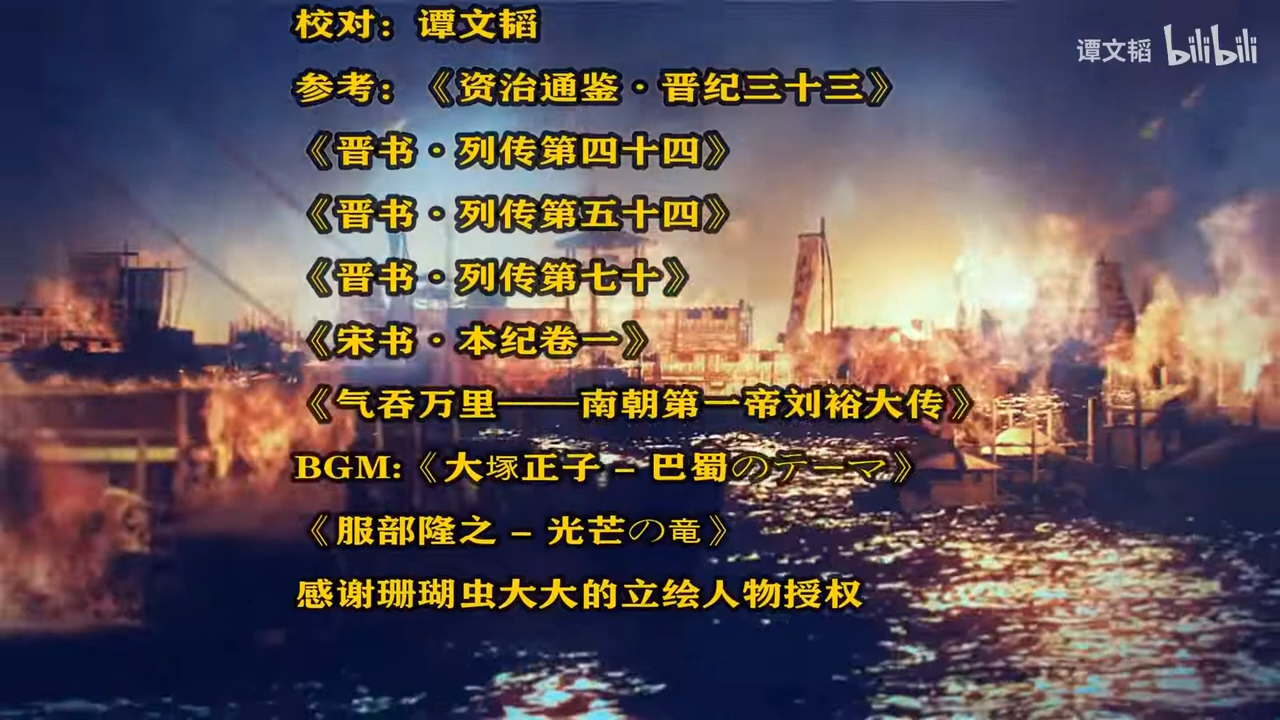 校对：谭文韬
谭文韬 bilibili
参考：《资治通鉴·晋纪三十三》
《晋书·列传第四十四》
《晋书·列传第五十四》
《晋书·列传第七十》
《宋书·本纪卷一》
《气吞万里——南朝第一帝刘裕大传》
BGM:《大塚正子 – 巴蜀のテーマ》
《服部隆之 – 光芒の竜》
感谢珊瑚虫大大的立绘人物授权